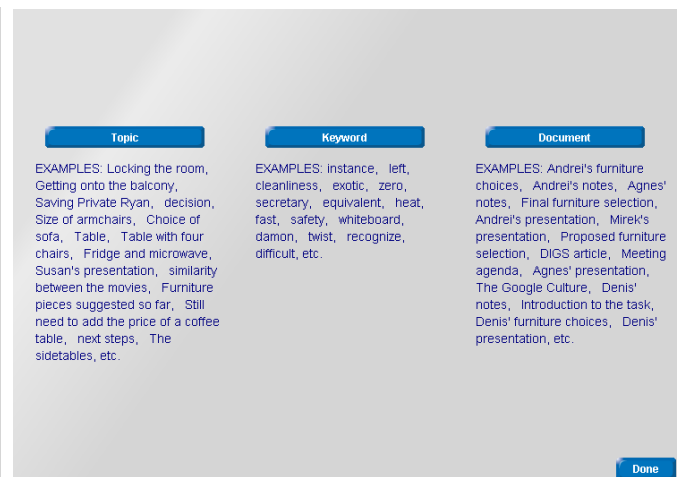 Topic
EXAMPLES: Locking the room,
Getting onto the balcony,
Saving Private Ryan, decision,
Size of armchairs, Choice of
sofa, Table, Table with four
chairs, Fridge and microwave,
Susan's presentation, similarity
between the movies, Furniture
pieces suggested so far, Still
need to add the price of a coffee
table, next steps, The
sidetables, etc.
Keyword
EXAMPLES: instance, left,
cleanliness, exotic, zero,
secretary, equivalent, heat,
fast, safety, whiteboard,
damon, twist, recognize,
difficult, etc.
Document
EXAMPLES: Andrei's furniture
choices, Andrei's notes, Agnes'
notes, Final furniture selection,
Andrei's presentation, Mirek's
presentation, Proposed furniture
selection, DIGS article, Meeting
agenda, Agnes' presentation,
The Google Culture, Denis'
notes, Introduction to the task,
Denis' furniture choices, Denis'
presentation, etc.
Done